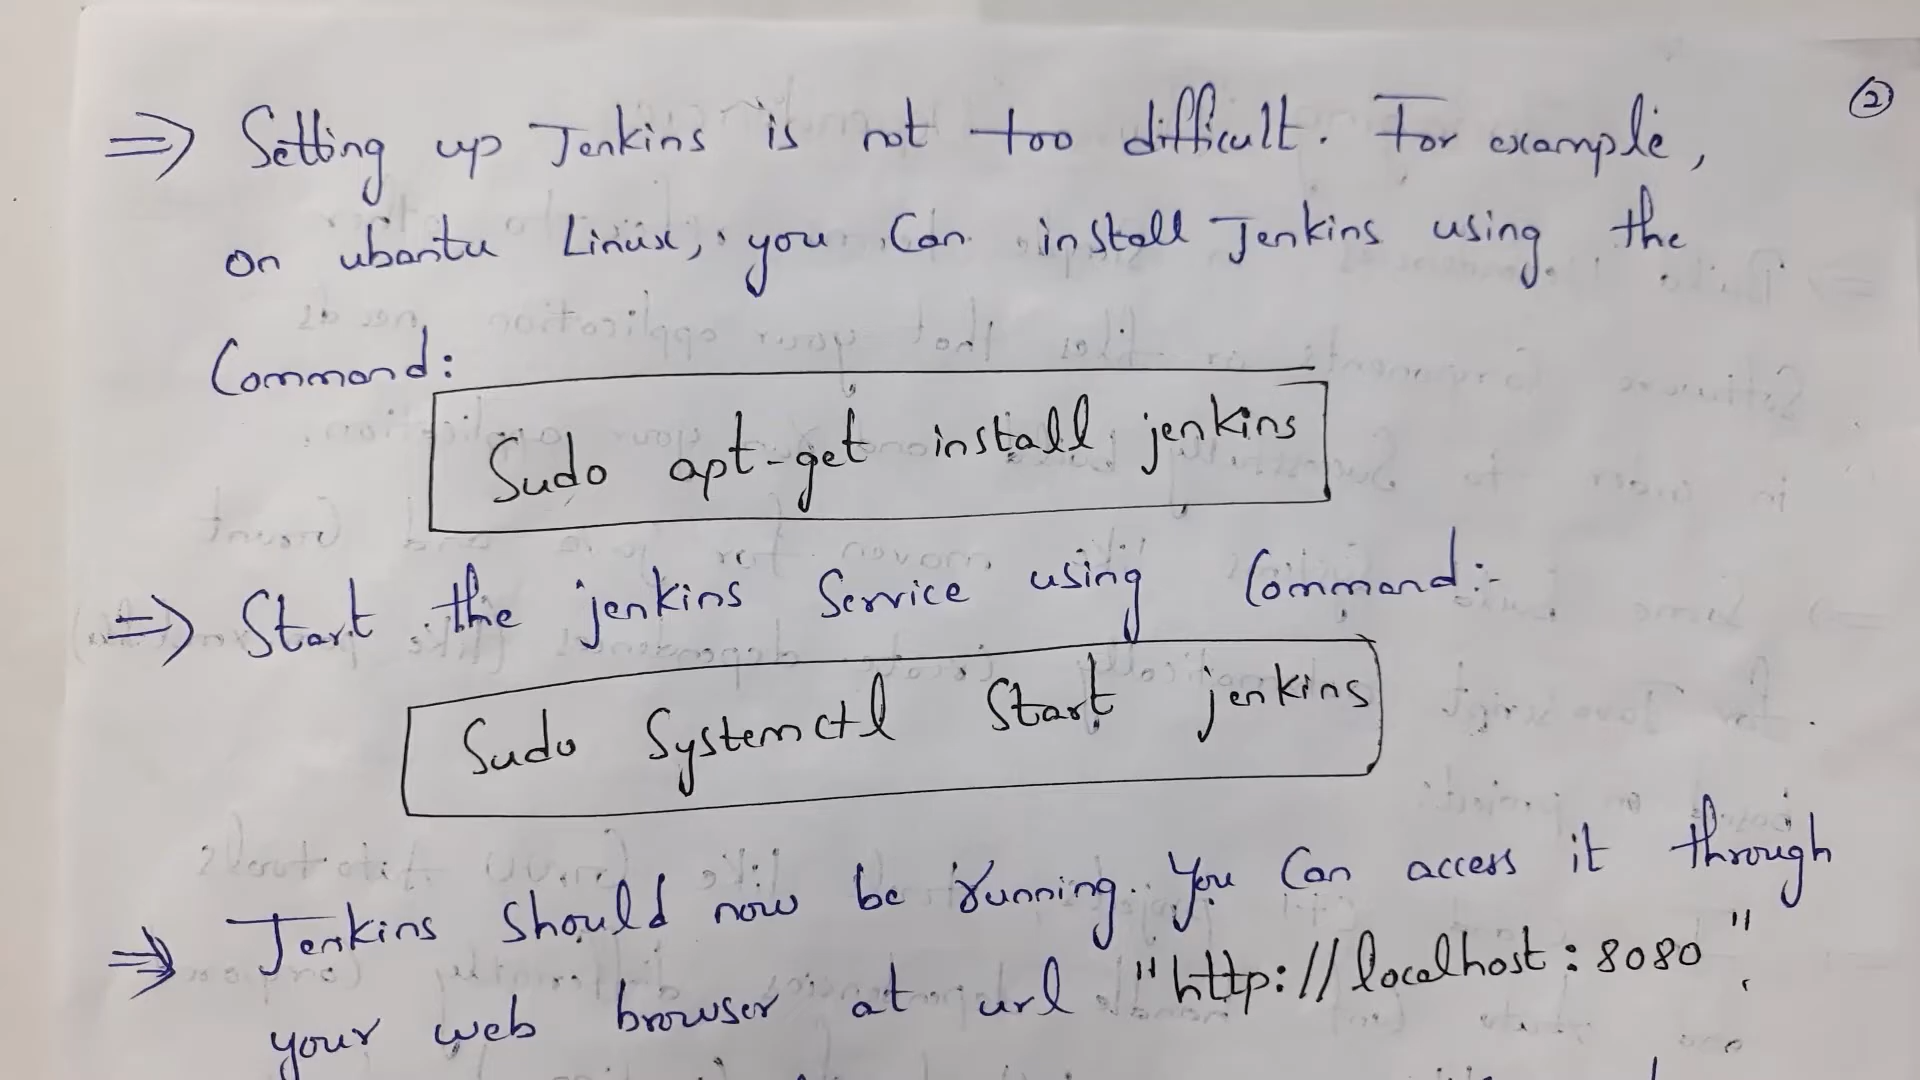 ②
⇒ Setting up Jenkins is not too difficult. For example,
on ubantu Linux, you can install Jenkins using the
Command:
Sudo apt-get install jenkins
⇒ Start the jenkins Service using Command:-
Sudo Systemctl Start jenkins
⇒ Jenkins should now be running. You can access it through
your web browser at url "http://localhost:8080".